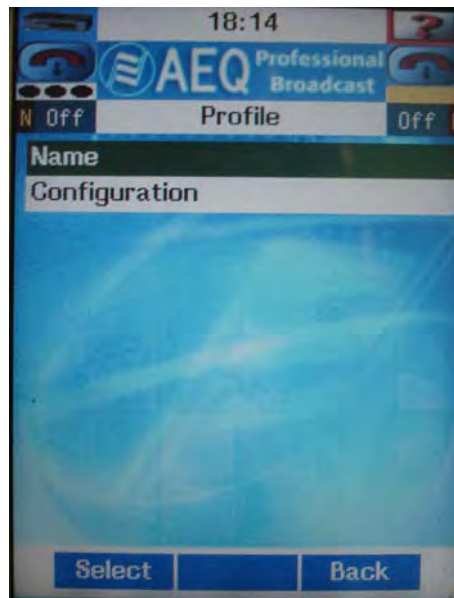 18:14
?
AEQ Professional Broadcast
N Off
Profile
Off
Name
Configuration
Select
Back